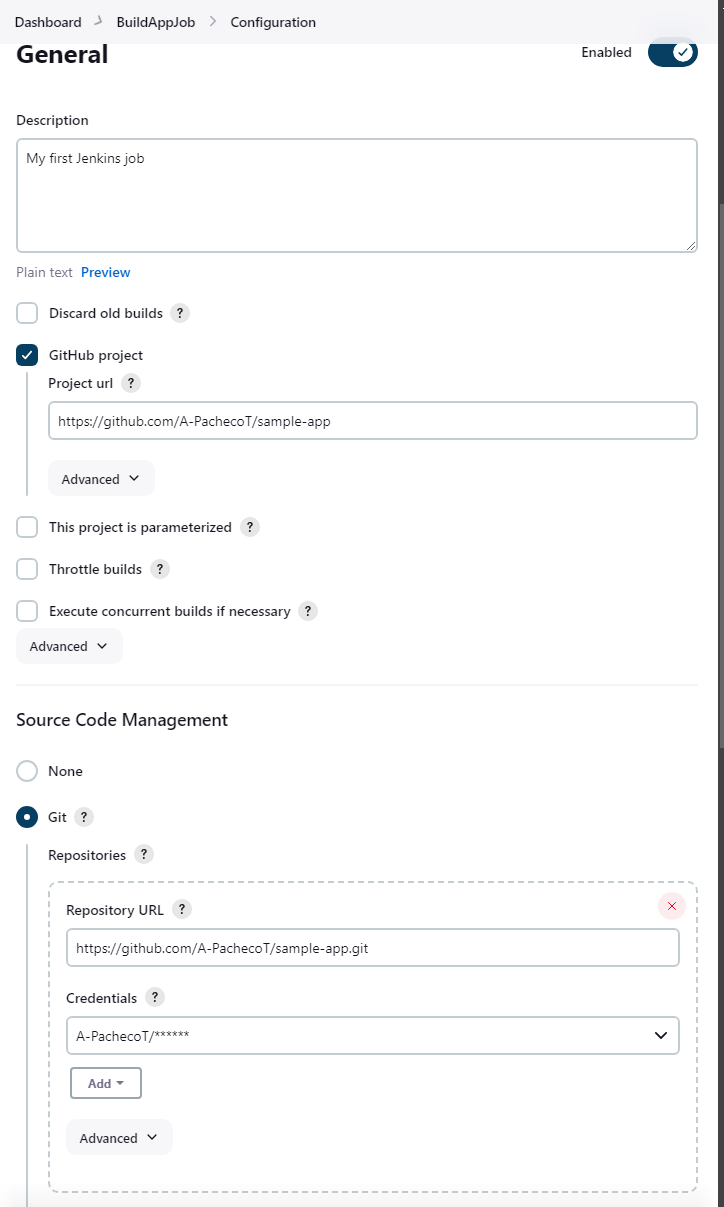 Dashboard > BuildAppJob > Configuration
General
Enabled
Description
My first Jenkins job
Plain text Preview
Discard old builds ?
GitHub project
Project url ?
https://github.com/A-PachecoT/sample-app
Advanced
This project is parameterized ?
Throttle builds ?
Execute concurrent builds if necessary ?
Advanced
Source Code Management
None
Git ?
Repositories ?
Repository URL ?
https://github.com/A-PachecoT/sample-app.git
Credentials ?
A-PachecoT/******
Add
Advanced